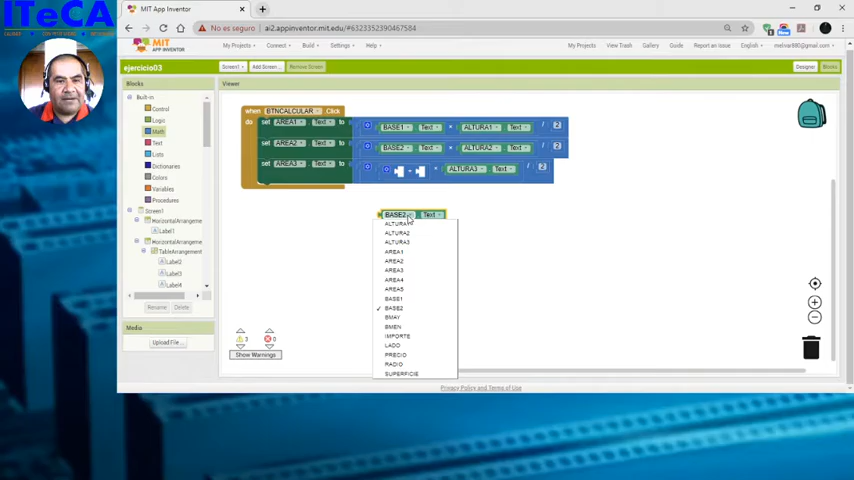 ITeCA
MIT App Inventor
No es seguro
ai2.appinventor.mit.edu/#6323352390467584
MIT
APP INVENTOR
My Projects
Connect
Build
Settings
Help
My Projects
View Trash
Gallery
Guide
Report an Issue
English
melivar880@gmail.com
ejercicio03
Screen1
Add Screen ...
Remove Screen
Designer
Blocks
Blocks
Viewer
Built-in
Control
Logic
Math
Text
Lists
Dictionaries
Colors
Variables
Procedures
Screen1
HorizontalArrangeme
Label1
HorizontalArrangeme
TableArrangement
Label2
Label3
Label4
Rename
Delete
Upload File ...
when BTNCALCULAR .Click
do set AREA1 . Text to BASE1 . Text × ALTURA1 . Text / 2
set AREA2 . Text to BASE2 . Text × ALTURA2 . Text / 2
set AREA3 . Text to + × ALTURA3 . Text / 2
BASE2 . Text
ALTURA1
ALTURA2
ALTURA3
AREA1
AREA2
AREA3
AREA4
AREA5
BASE1
✓ BASE2
BMAY
BMEN
IMPORTE
LADO
PRECIO
RADIO
SUPERFICIE
3
0
Show Warnings
Privacy Policy and Terms of Use